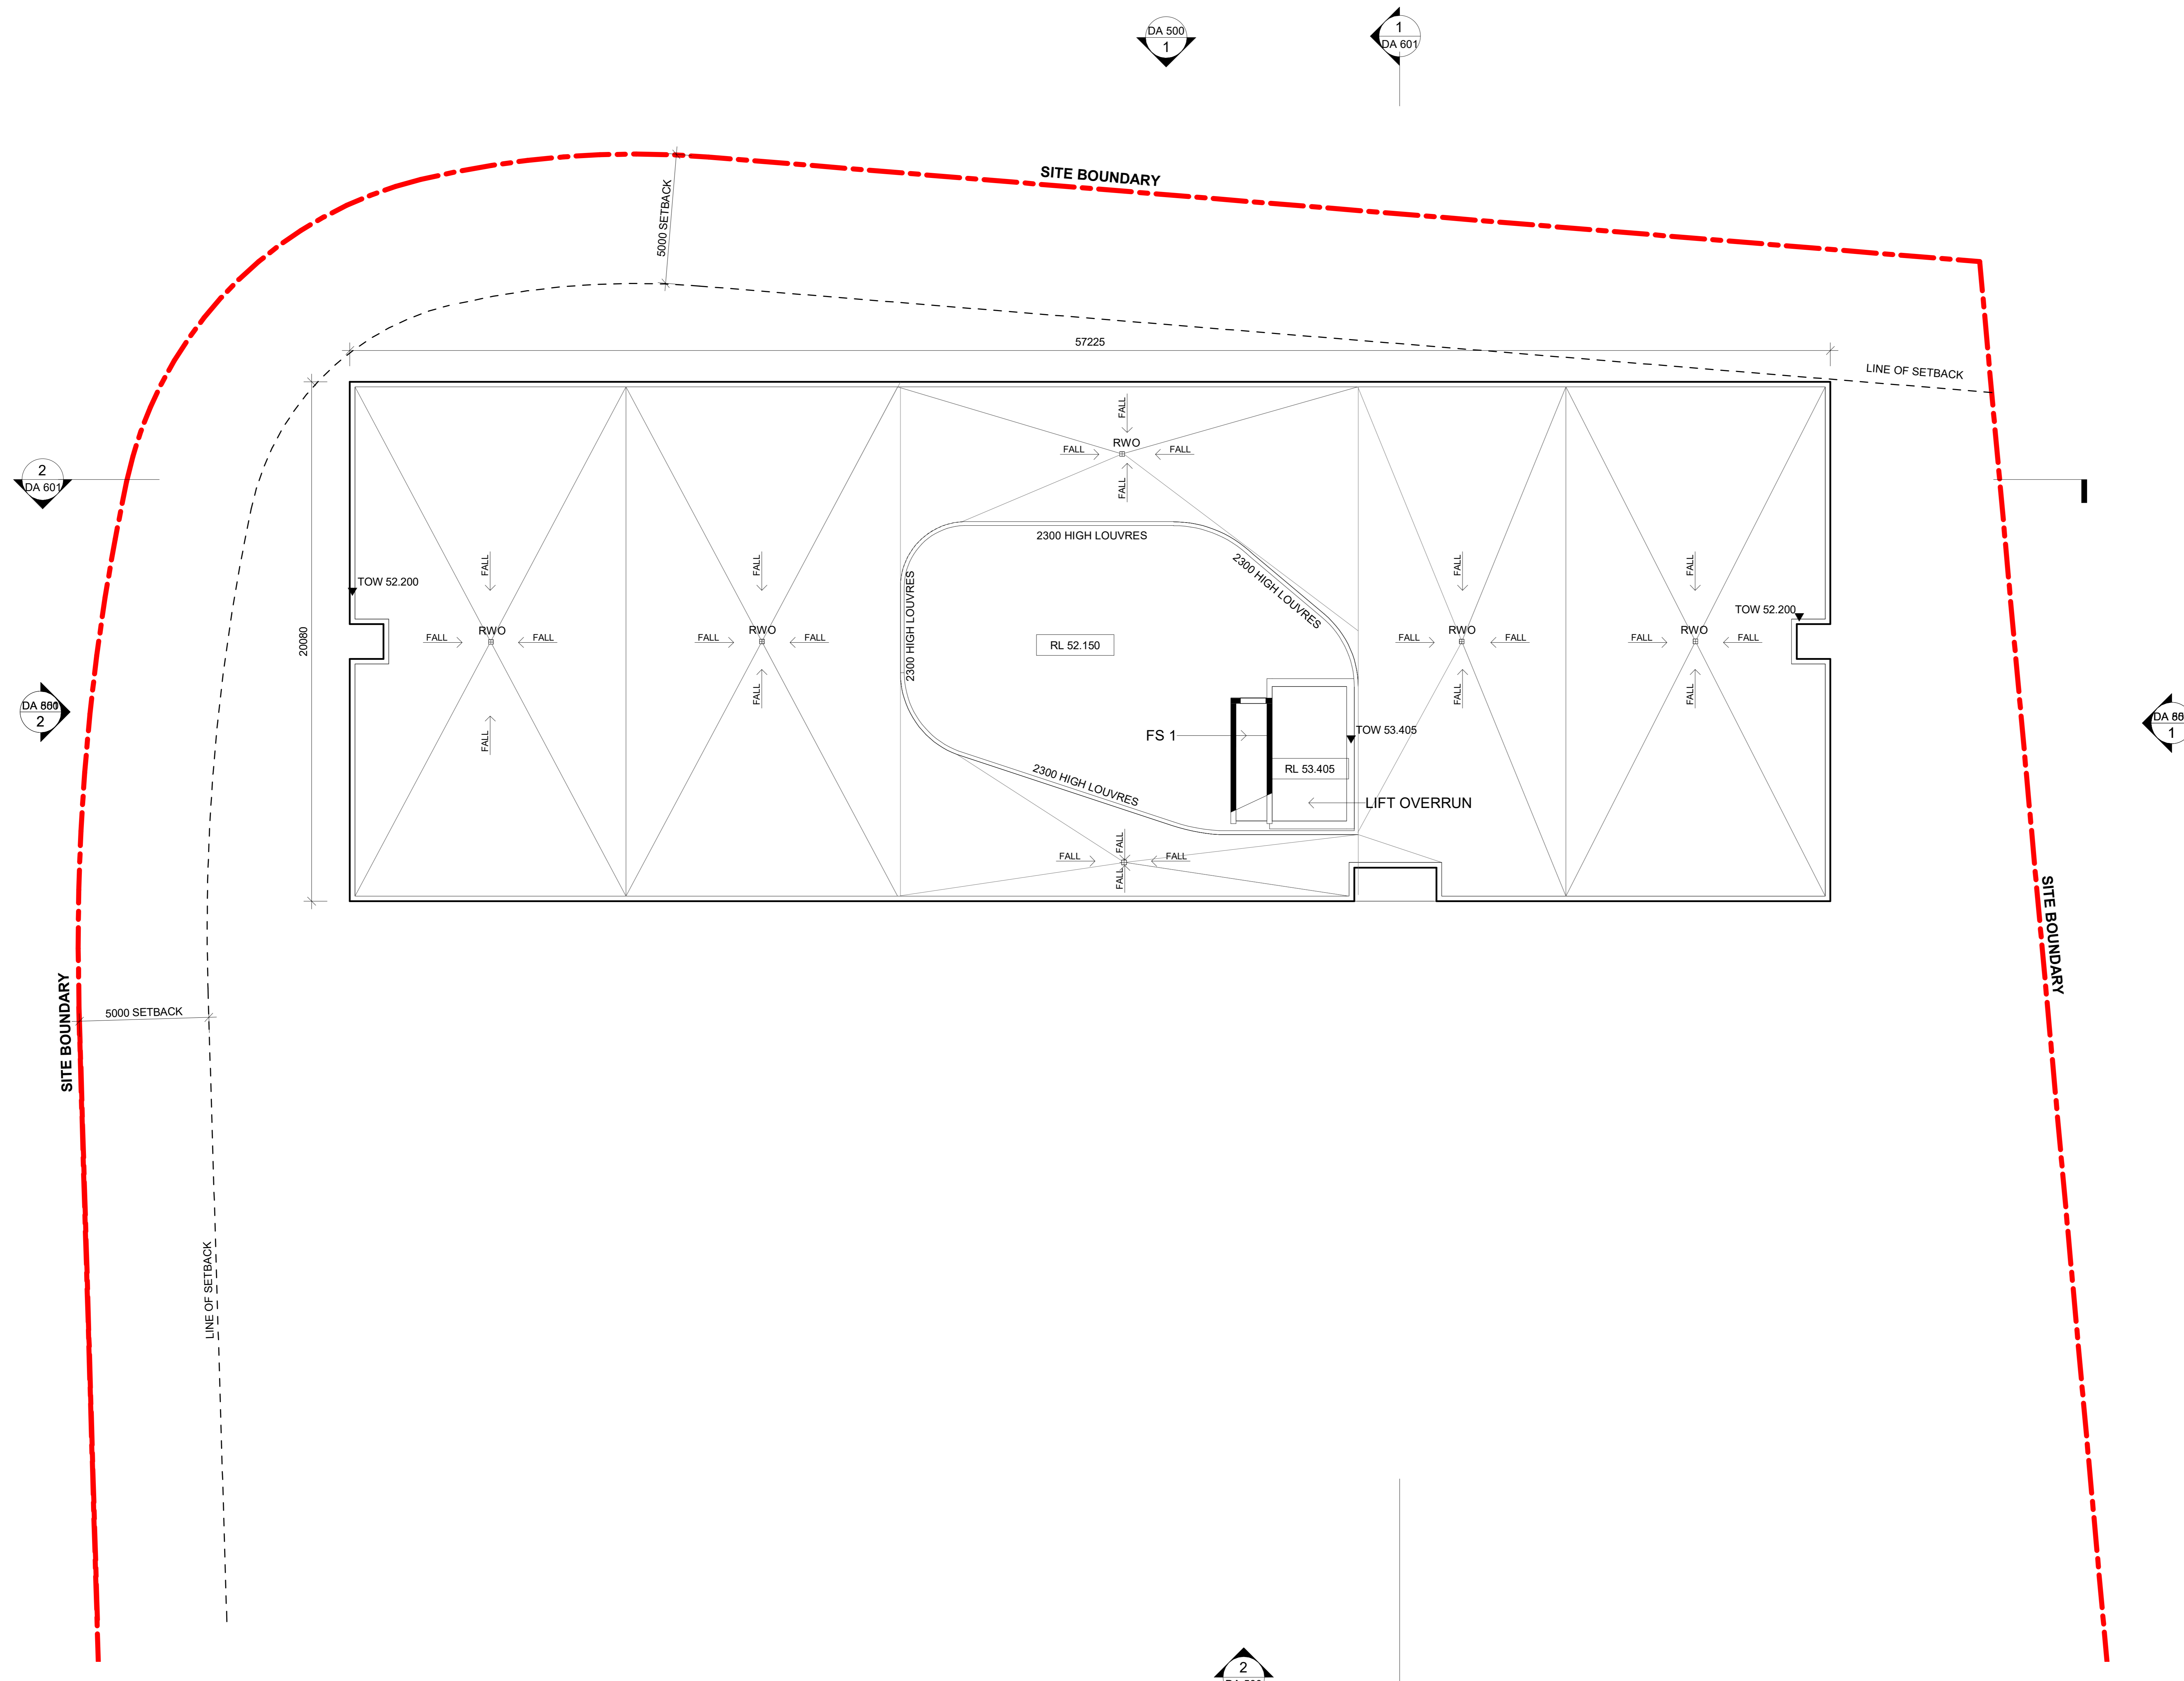 DA 500
1
1
DA 601
SITE BOUNDARY
5000 SETBACK
57225
LINE OF SETBACK
FALL
RWO
FALL
FALL
FALL
2
DA 601
2300 HIGH LOUVRES
2300 HIGH LOUVRES
2300 HIGH LOUVRES
TOW 52.200
FALL
FALL
FALL
FALL
TOW 52.200
20080
RWO
FALL
FALL
RWO
FALL
FALL
RL 52.150
RWO
FALL
FALL
RWO
FALL
FALL
FALL
FALL
FALL
FALL
2
1
FS 1
TOW 53.405
RL 53.405
2300 HIGH LOUVRES
LIFT OVERRUN
FALL
FALL
FALL
FALL
SITE BOUNDARY
SITE BOUNDARY
5000 SETBACK
LINE OF SETBACK
2